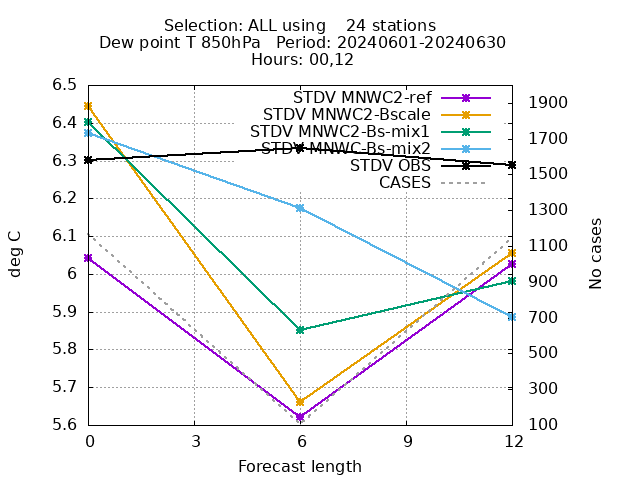 Selection: ALL using    24 stations
Dew point T 850hPa   Period: 20240601-20240630
Hours: 00,12
STDV MNWC2-ref
STDV MNWC2-Bscale
STDV MNWC2-Bs-mix1
STDV MNWC-Bs-mix2
STDV OBS
CASES
6.5
6.4
6.3
6.2
6.1
6
5.9
5.8
5.7
5.6
deg C
1900
1700
1500
1300
1100
900
700
500
300
100
No cases
0 3 6 9 12
Forecast length